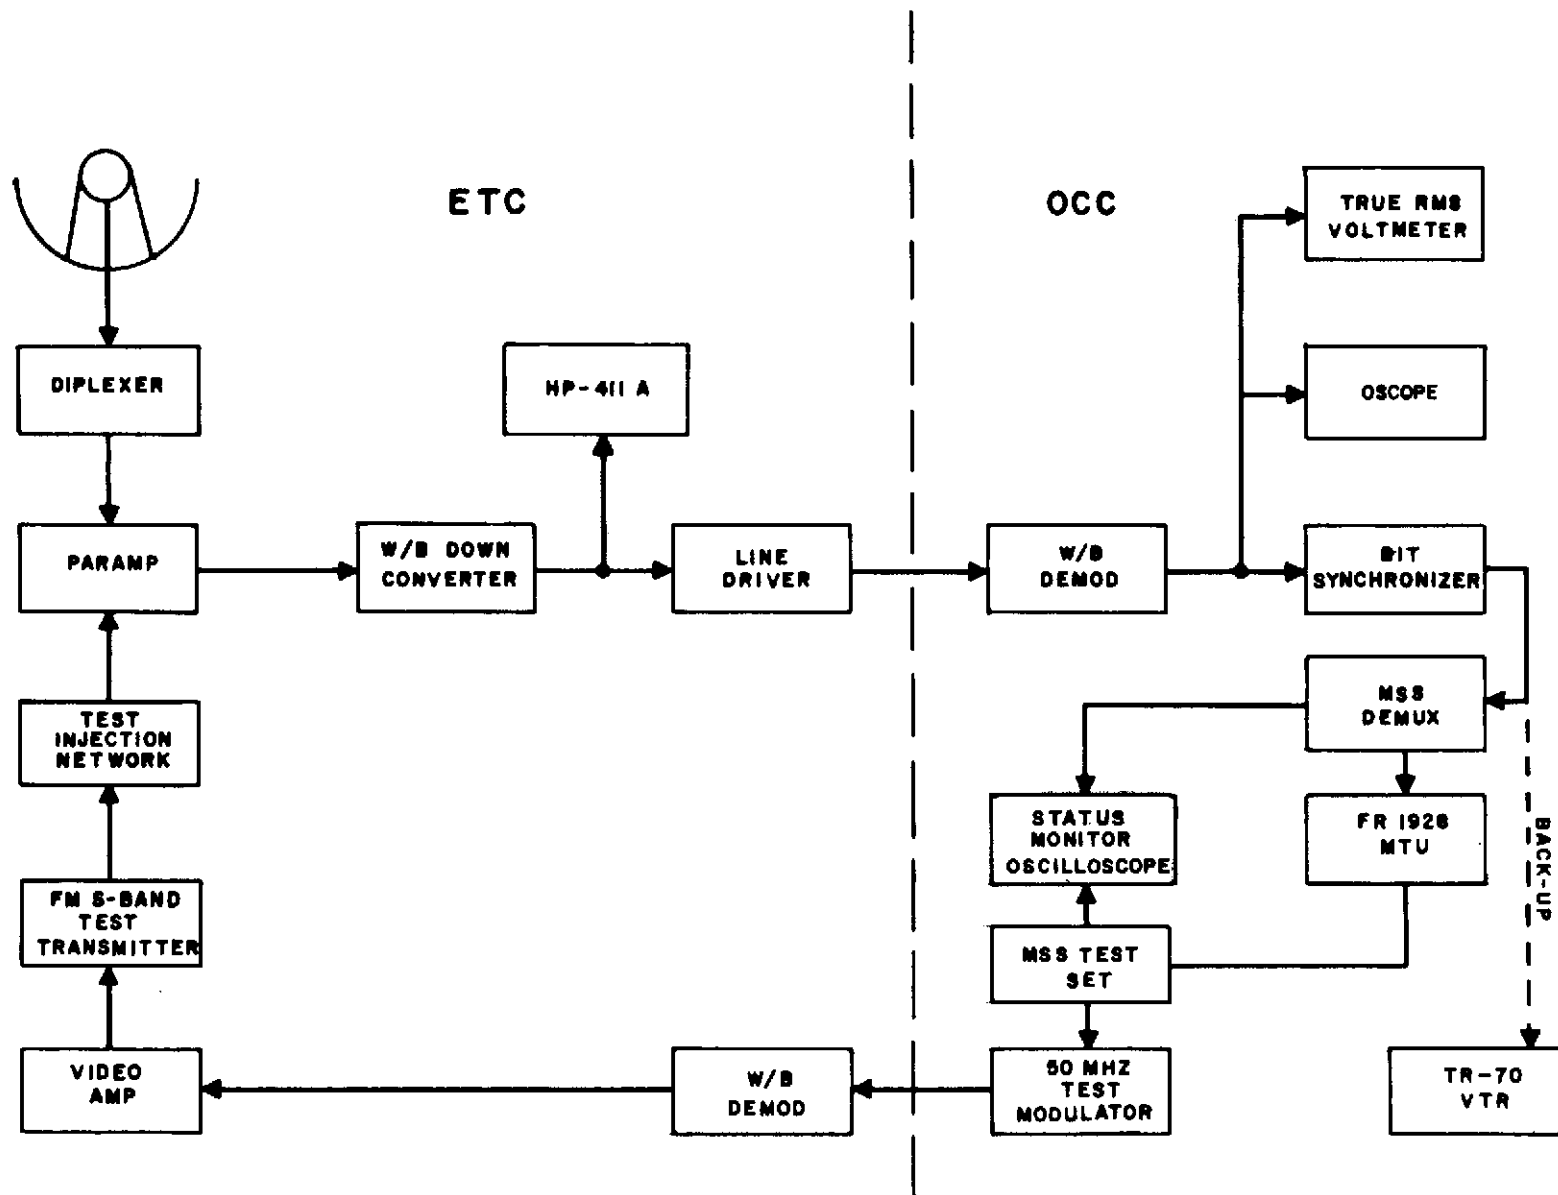 ETC
OCC
TRUE RMS
VOLTMETER
DIPLEXER
HP-411 A
OSCOPE
PARAMP
W/B DOWN
CONVERTER
LINE
DRIVER
W/B
DEMOD
BIT
SYNCHRONIZER
TEST
INJECTION
NETWORK
MSS
DEMUX
STATUS
MONITOR
OSCILLOSCOPE
FR 1928
MTU
BACK-UP
FM S-BAND
TEST
TRANSMITTER
MSS TEST
SET
VIDEO
AMP
W/B
DEMOD
50 MHZ
TEST
MODULATOR
TR-70
VTR